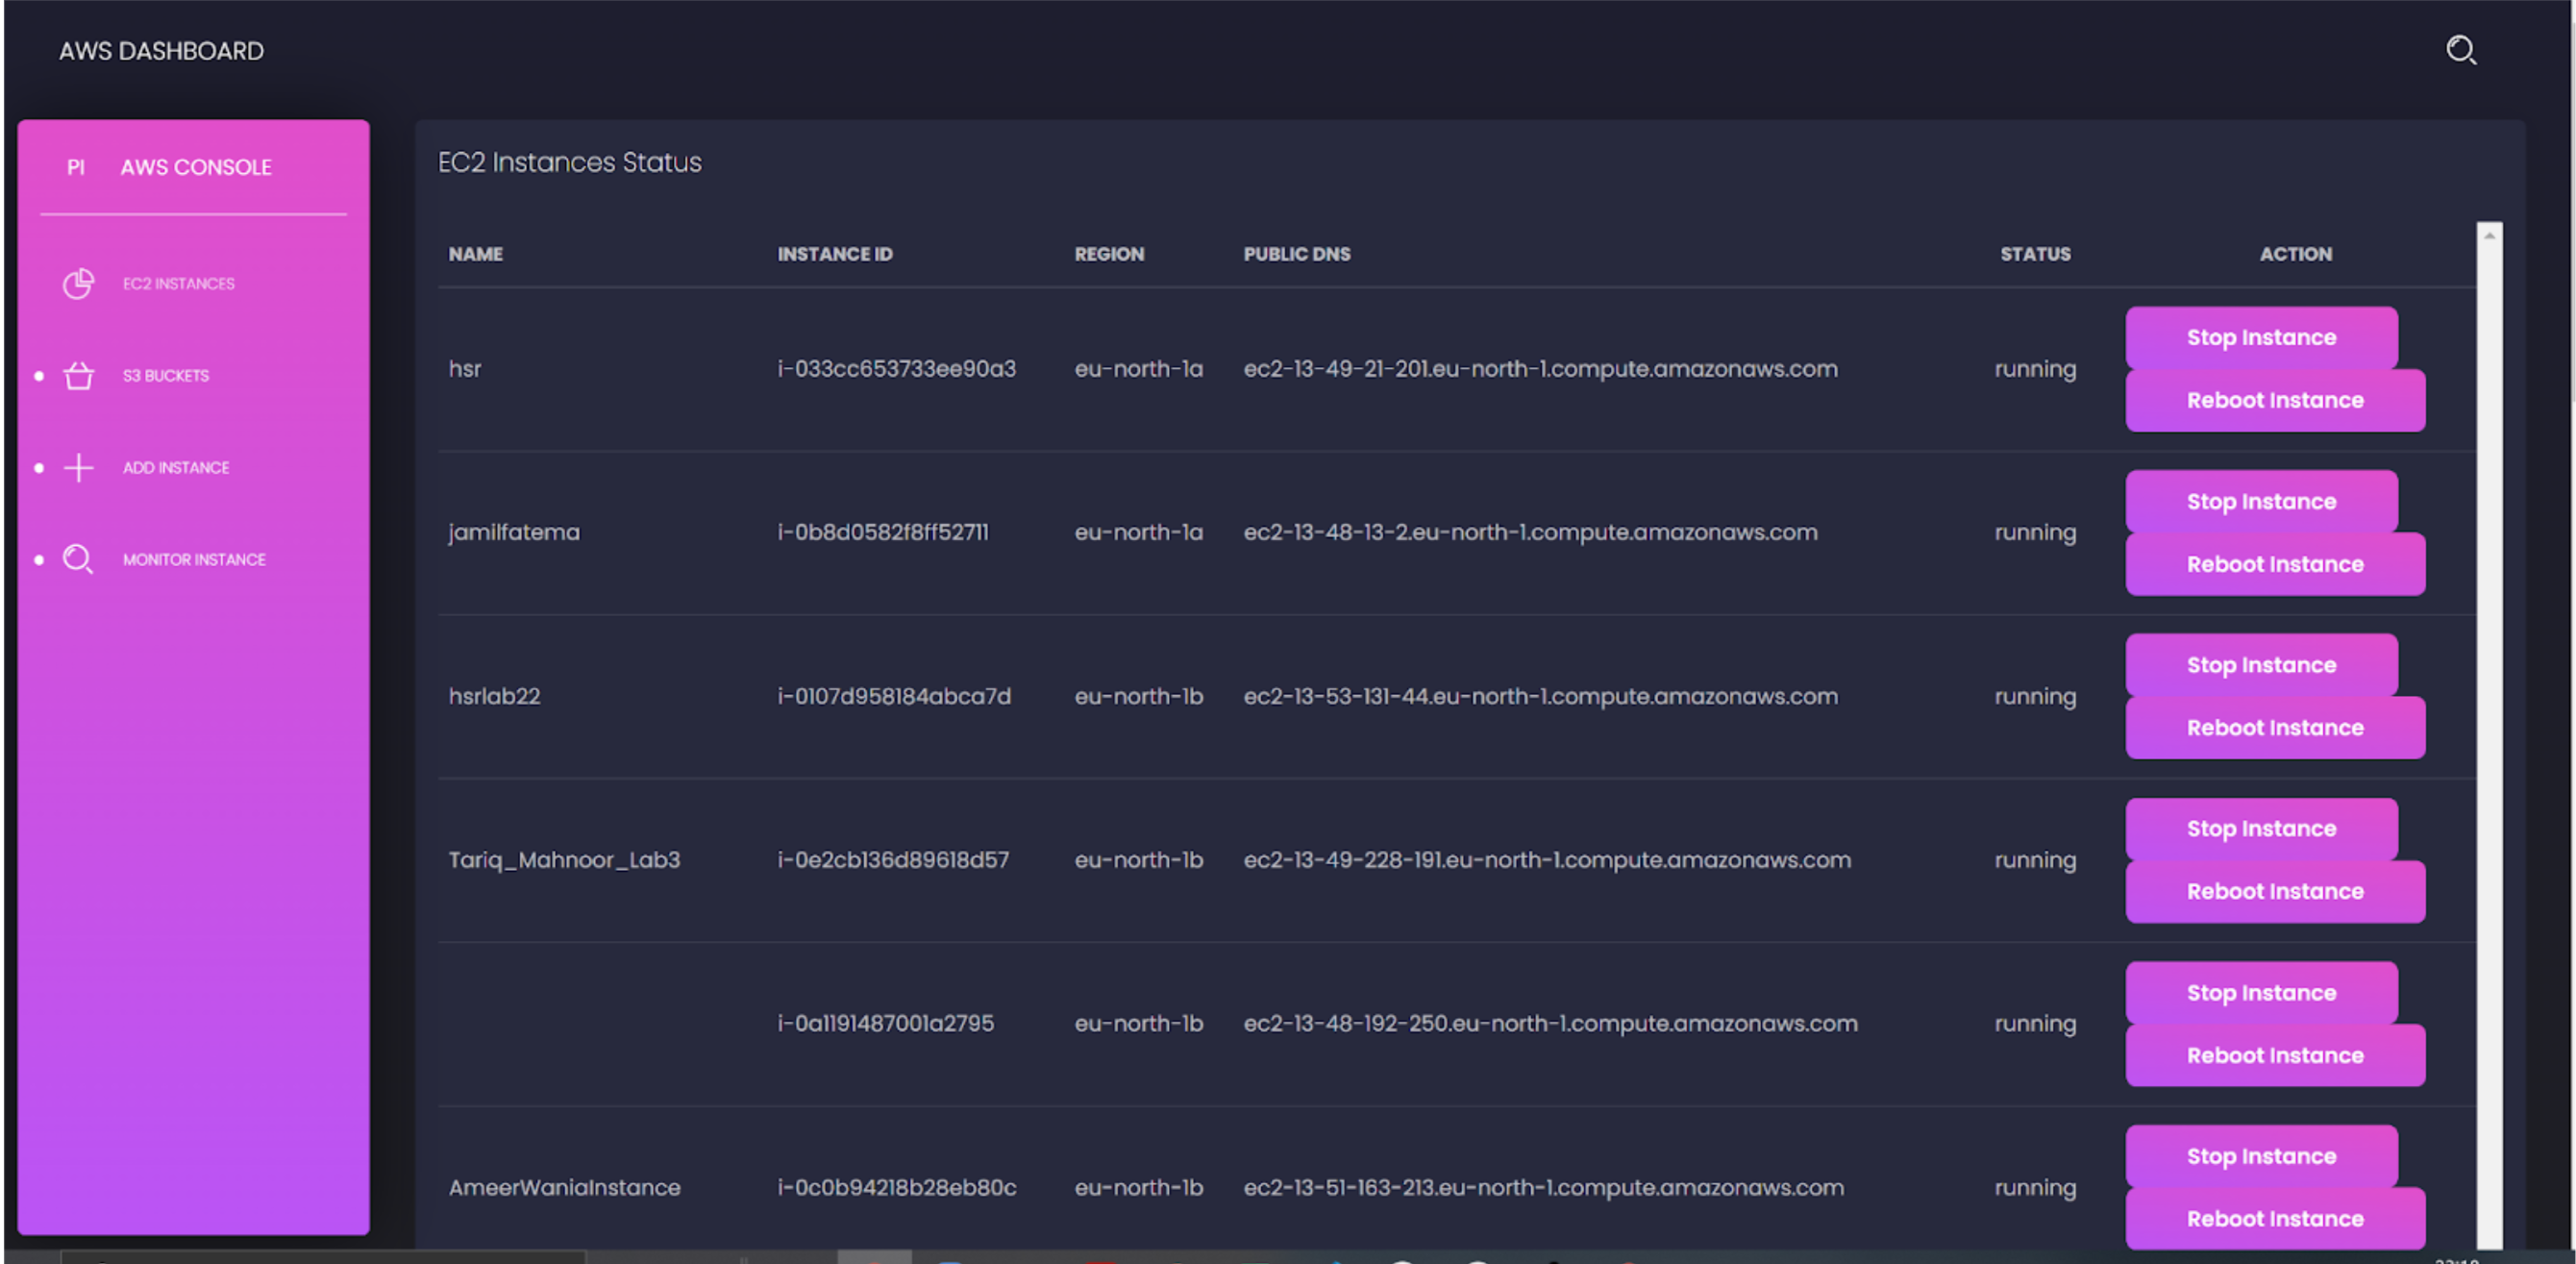 AWS DASHBOARD
PI AWS CONSOLE
EC2 INSTANCES
S3 BUCKETS
ADD INSTANCE
MONITOR INSTANCE
EC2 Instances Status
NAME INSTANCE ID REGION PUBLIC DNS STATUS ACTION
hsr i-033cc653733ee90a3 eu-north-1a ec2-13-49-21-201.eu-north-1.compute.amazonaws.com running Stop Instance
Reboot Instance
jamilfatema i-0b8d0582f8ff52711 eu-north-1a ec2-13-48-13-2.eu-north-1.compute.amazonaws.com running Stop Instance
Reboot Instance
hsrlab22 i-0107d958184abca7d eu-north-1b ec2-13-53-131-44.eu-north-1.compute.amazonaws.com running Stop Instance
Reboot Instance
Tariq_Mahnoor_Lab3 i-0e2cb136d89618d57 eu-north-1b ec2-13-49-228-191.eu-north-1.compute.amazonaws.com running Stop Instance
Reboot Instance
i-0a1191487001a2795 eu-north-1b ec2-13-48-192-250.eu-north-1.compute.amazonaws.com running Stop Instance
Reboot Instance
AmeerWaniaInstance i-0c0b94218b28eb80c eu-north-1b ec2-13-51-163-213.eu-north-1.compute.amazonaws.com running Stop Instance
Reboot Instance